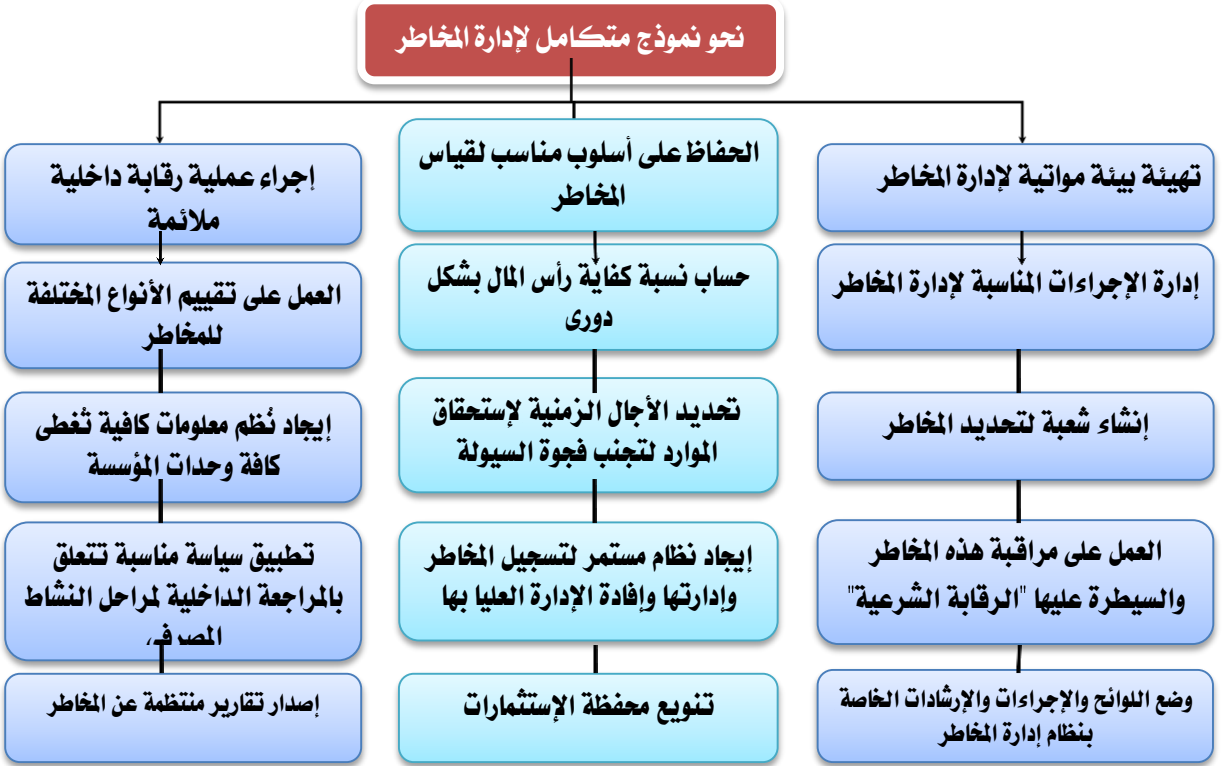 نحو نموذج متكامل لإدارة المخاطر
تهيئة بيئة مواتية لإدارة المخاطر
إدارة الإجراءات المناسبة لإدارة المخاطر
إنشاء شعبة لتحديد المخاطر
العمل على مراقبة هذه المخاطر
والسيطرة عليها "الرقابة الشرعية"
وضع اللوائح والإجراءات والإرشادات الخاصة
بنظام إدارة المخاطر
الحفاظ على أسلوب مناسب لقياس
المخاطر
حساب نسبة كفاية رأس المال بشكل
دورى
تحديد الأجال الزمنية لإستحقاق
الموارد لتجنب فجوة السيولة
إيجاد نظام مستمر لتسجيل المخاطر
وإدارتها وإفادة الإدارة العليا بها
تنويع محفظة الإستثمارات
إجراء عملية رقابة داخلية
ملائمة
العمل على تقييم الأنواع المختلفة
للمخاطر
إيجاد نُظم معلومات كافية تُغطى
كافة وحدات المؤسسة
تطبيق سياسة مناسبة تتعلق
بالمراجعة الداخلية لمراحل النشاط
المصرفى
إصدار تقارير منتظمة عن المخاطر